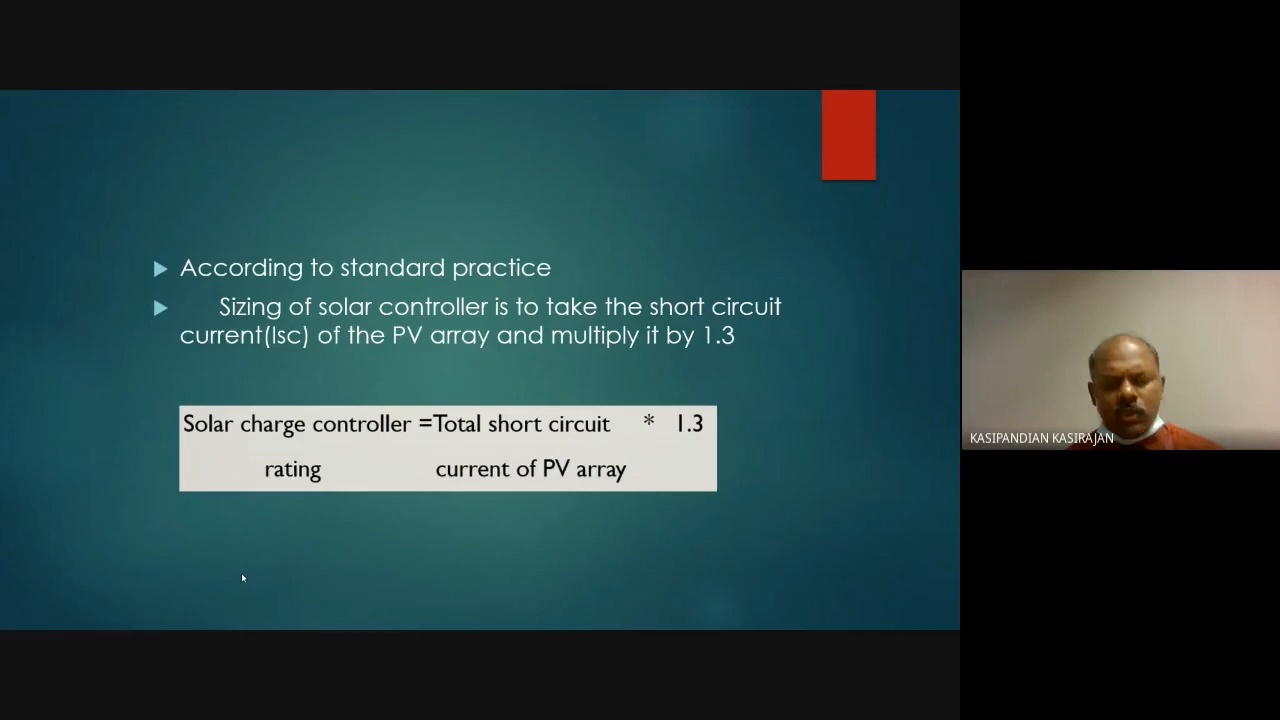 According to standard practice
Sizing of solar controller is to take the short circuit
current(Isc) of the PV array and multiply it by 1.3
Solar charge controller =Total short circuit * 1.3
rating current of PV array
KASIPANDIAN KASIRAJAN